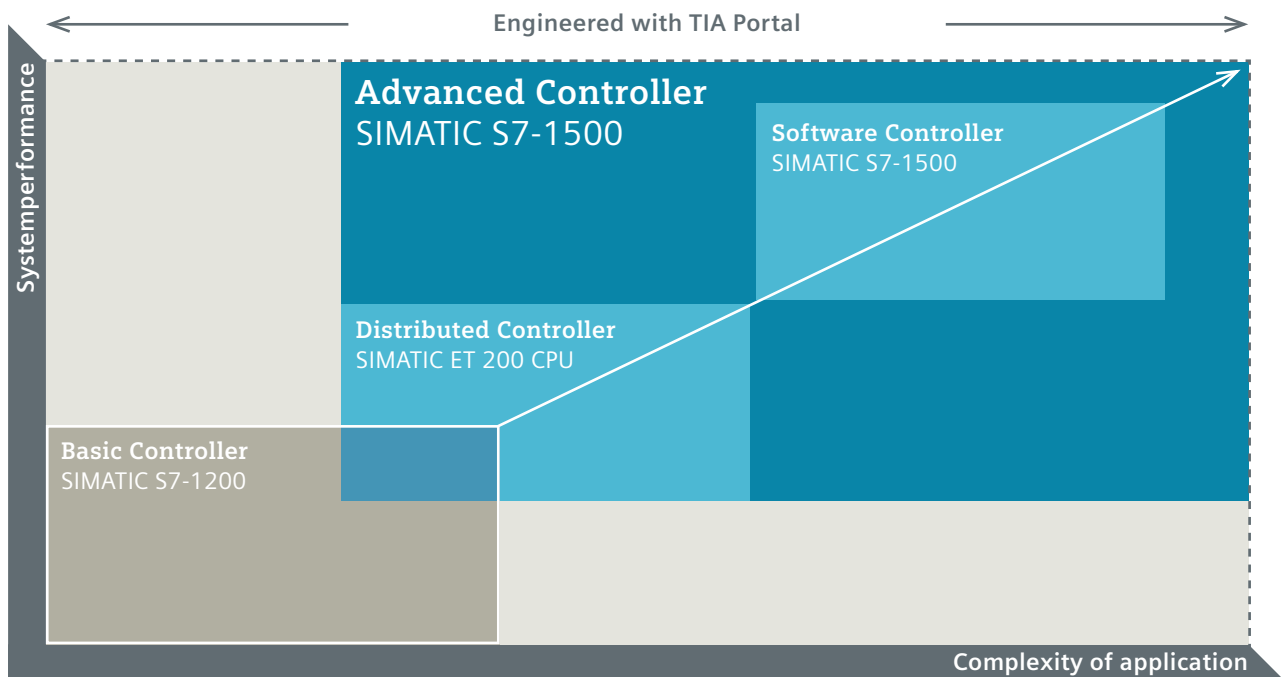 Engineered with TIA Portal
Systemperformance
Advanced Controller
SIMATIC S7-1500
Software Controller
SIMATIC S7-1500
Distributed Controller
SIMATIC ET 200 CPU
Basic Controller
SIMATIC S7-1200
Complexity of application